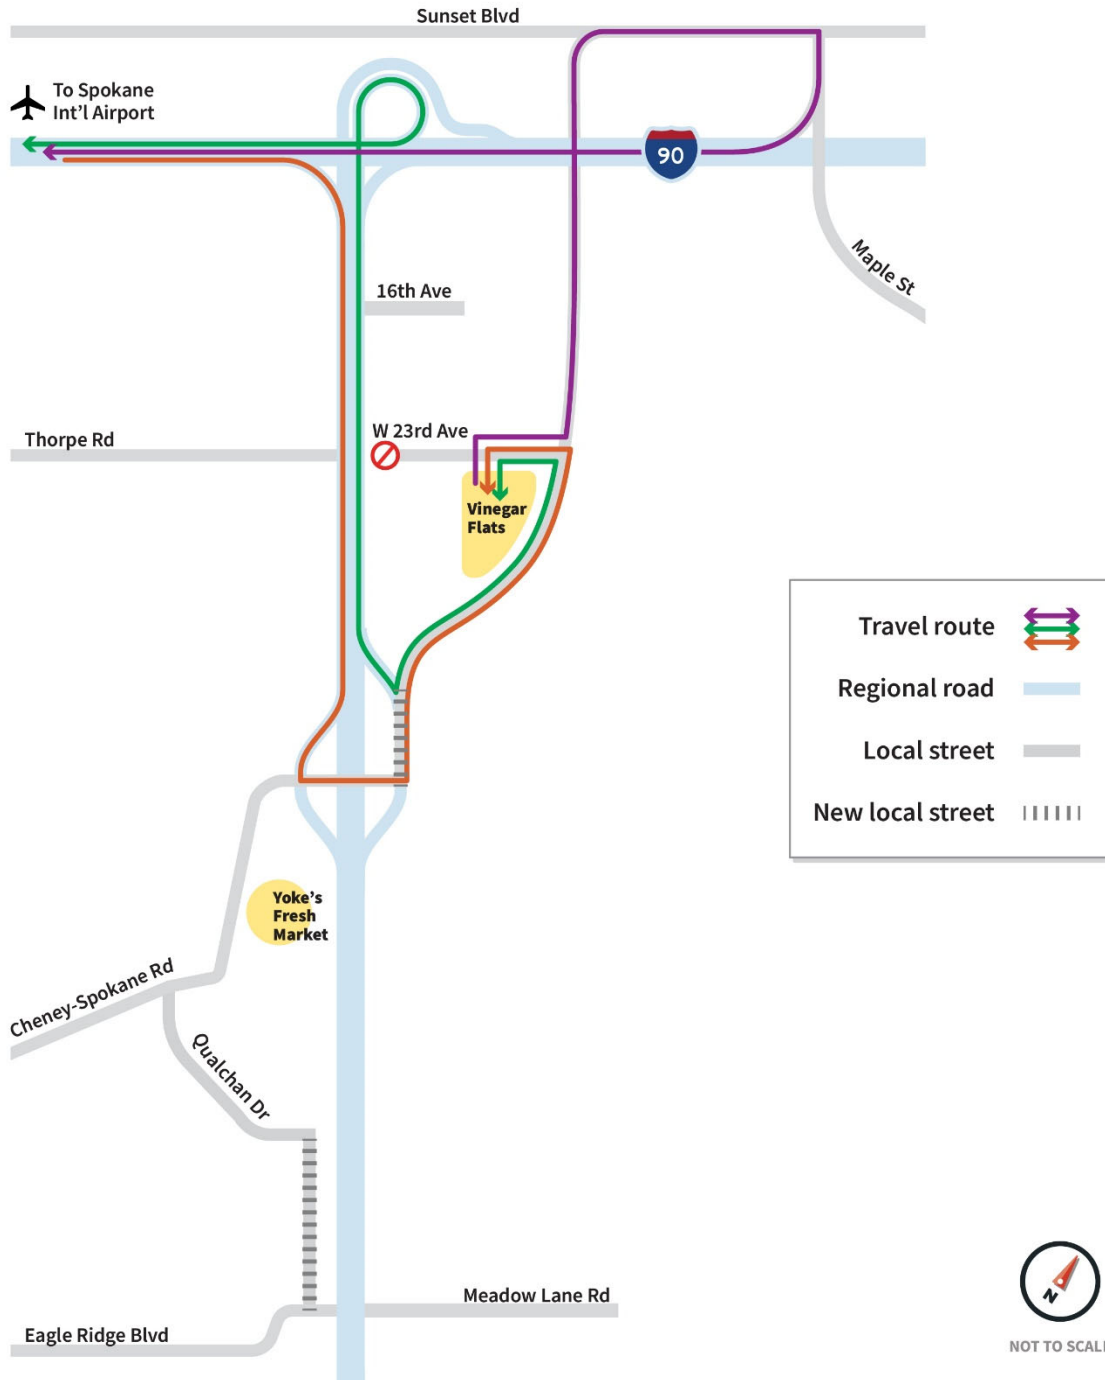 Sunset Blvd
To Spokane
Int'l Airport
90
Maple St
16th Ave
Thorpe Rd
W 23rd Ave
Vinegar
Flats
Travel route
Regional road
Local street
New local street
Yoke's
Fresh
Market
Cheney-Spokane Rd
Qualchan Dr
Meadow Lane Rd
Eagle Ridge Blvd
N
NOT TO SCALE